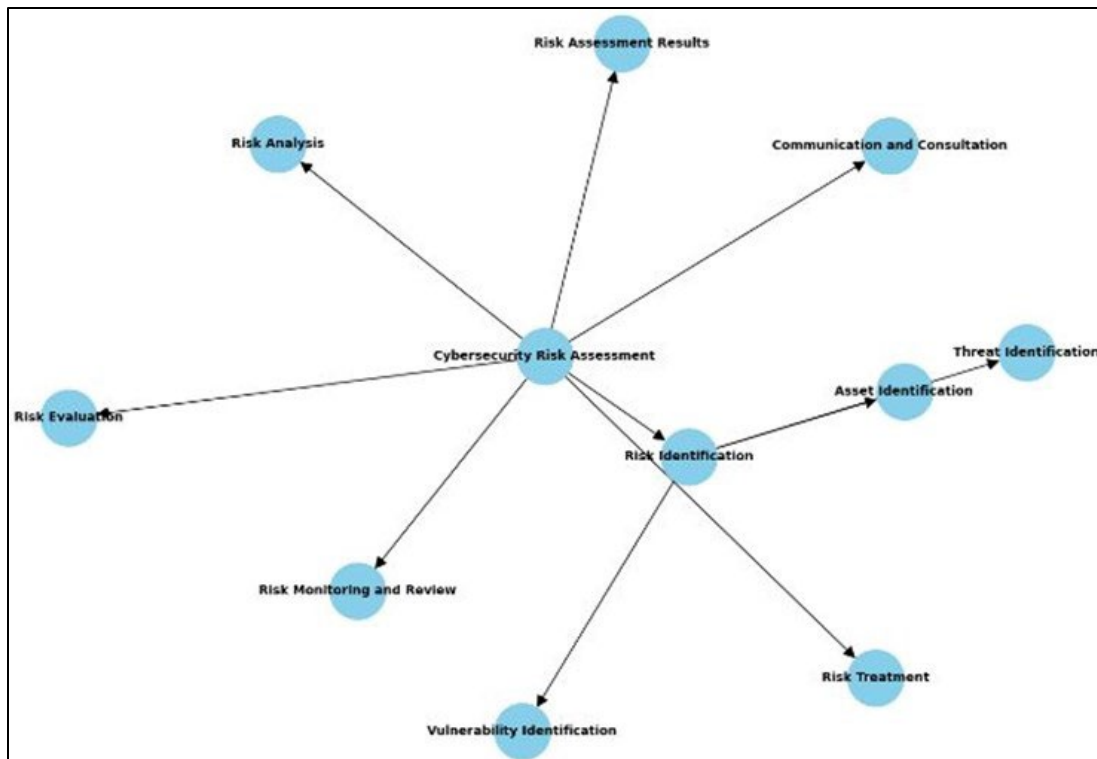 Risk Assessment Results
Risk Analysis
Communication and Consultation
Cybersecurity Risk Assessment
Threat Identification
Asset Identification
Risk Evaluation
Risk Identification
Risk Monitoring and Review
Risk Treatment
Vulnerability Identification